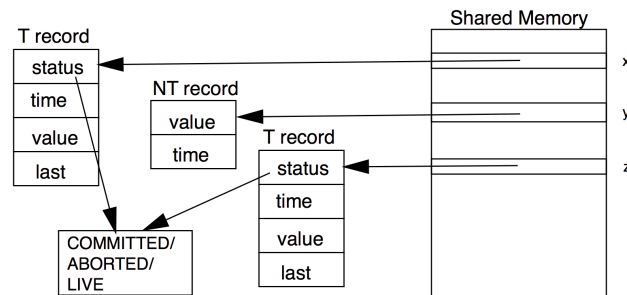 Shared Memory
T record
status
time
value
last
NT record
value
time
T record
status
time
value
last
COMMITTED/
ABORTED/
LIVE
x
y
z